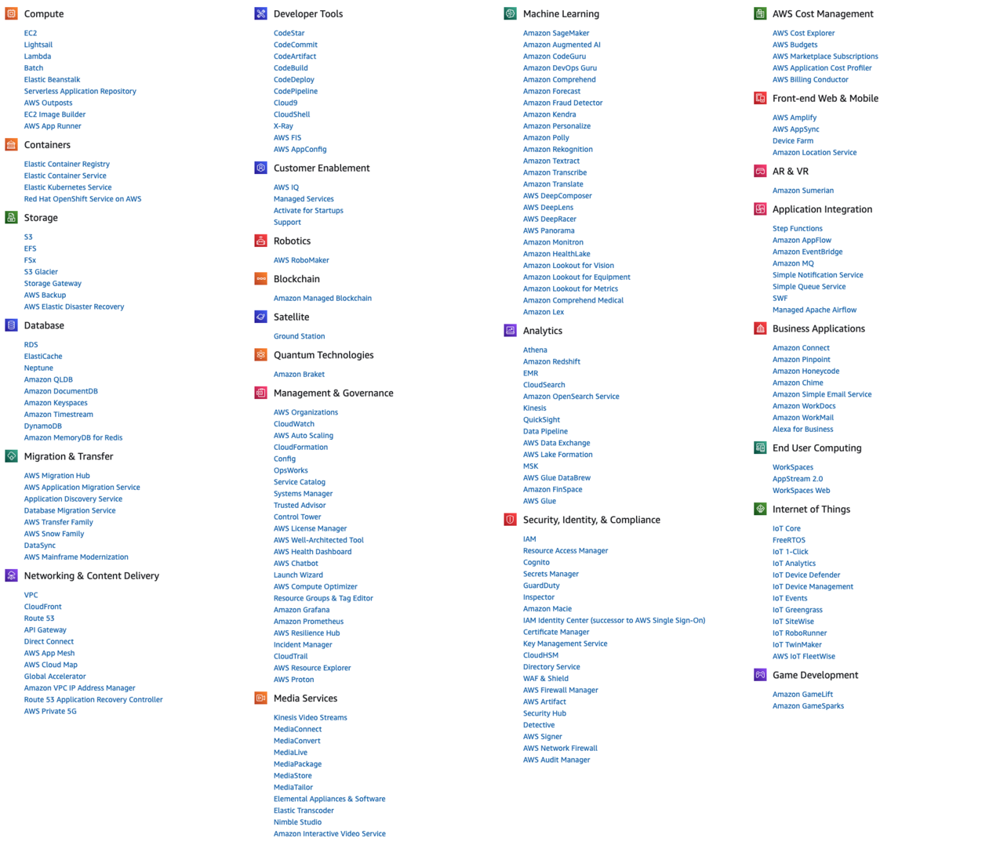 Compute
EC2
Lightsail
Lambda
Batch
Elastic Beanstalk
Serverless Application Repository
AWS Outposts
EC2 Image Builder
AWS App Runner
Containers
Elastic Container Registry
Elastic Container Service
Elastic Kubernetes Service
Red Hat OpenShift Service on AWS
Storage
S3
EFS
FSx
S3 Glacier
Storage Gateway
AWS Backup
AWS Elastic Disaster Recovery
Database
RDS
ElastiCache
Neptune
Amazon QLDB
Amazon DocumentDB
Amazon Keyspaces
Amazon Timestream
DynamoDB
Amazon MemoryDB for Redis
Migration & Transfer
AWS Migration Hub
AWS Application Migration Service
Application Discovery Service
Database Migration Service
AWS Transfer Family
AWS Snow Family
DataSync
AWS Mainframe Modernization
Networking & Content Delivery
VPC
CloudFront
Route 53
API Gateway
Direct Connect
AWS App Mesh
AWS Cloud Map
Global Accelerator
Amazon VPC IP Address Manager
Route 53 Application Recovery Controller
AWS Private 5G
Developer Tools
CodeStar
CodeCommit
CodeArtifact
CodeBuild
CodeDeploy
CodePipeline
Cloud9
CloudShell
X-Ray
AWS FIS
AWS AppConfig
Customer Enablement
AWS IQ
Managed Services
Activate for Startups
Support
Robotics
AWS RoboMaker
Blockchain
Amazon Managed Blockchain
Satellite
Ground Station
Quantum Technologies
Amazon Braket
Management & Governance
AWS Organizations
CloudWatch
AWS Auto Scaling
CloudFormation
Config
OpsWorks
Service Catalog
Systems Manager
Trusted Advisor
Control Tower
AWS License Manager
AWS Well-Architected Tool
AWS Health Dashboard
AWS Chatbot
Launch Wizard
AWS Compute Optimizer
Resource Groups & Tag Editor
Amazon Grafana
Amazon Prometheus
AWS Resilience Hub
Incident Manager
CloudTrail
AWS Resource Explorer
AWS Proton
Media Services
Kinesis Video Streams
MediaConnect
MediaConvert
MediaLive
MediaPackage
MediaStore
MediaTailor
Elemental Appliances & Software
Elastic Transcoder
Nimble Studio
Amazon Interactive Video Service
Machine Learning
Amazon SageMaker
Amazon Augmented AI
Amazon CodeGuru
Amazon DevOps Guru
Amazon Comprehend
Amazon Forecast
Amazon Fraud Detector
Amazon Kendra
Amazon Personalize
Amazon Polly
Amazon Rekognition
Amazon Textract
Amazon Transcribe
Amazon Translate
AWS DeepComposer
AWS DeepLens
AWS DeepRacer
AWS Panorama
Amazon Monitron
Amazon HealthLake
Amazon Lookout for Vision
Amazon Lookout for Equipment
Amazon Lookout for Metrics
Amazon Comprehend Medical
Amazon Lex
Analytics
Athena
Amazon Redshift
EMR
CloudSearch
Amazon OpenSearch Service
Kinesis
QuickSight
Data Pipeline
AWS Data Exchange
AWS Lake Formation
MSK
AWS Glue DataBrew
Amazon FinSpace
AWS Glue
Security, Identity, & Compliance
IAM
Resource Access Manager
Cognito
Secrets Manager
GuardDuty
Inspector
Amazon Macie
IAM Identity Center (successor to AWS Single Sign-On)
Certificate Manager
Key Management Service
CloudHSM
Directory Service
WAF & Shield
AWS Firewall Manager
AWS Artifact
Security Hub
Detective
AWS Signer
AWS Network Firewall
AWS Audit Manager
AWS Cost Management
AWS Cost Explorer
AWS Budgets
AWS Marketplace Subscriptions
AWS Application Cost Profiler
AWS Billing Conductor
Front-end Web & Mobile
AWS Amplify
AWS AppSync
Device Farm
Amazon Location Service
AR & VR
Amazon Sumerian
Application Integration
Step Functions
Amazon AppFlow
Amazon EventBridge
Amazon MQ
Simple Notification Service
Simple Queue Service
SWF
Managed Apache Airflow
Business Applications
Amazon Connect
Amazon Pinpoint
Amazon Honeycode
Amazon Chime
Amazon Simple Email Service
Amazon WorkDocs
Amazon WorkMail
Alexa for Business
End User Computing
WorkSpaces
AppStream 2.0
WorkSpaces Web
Internet of Things
IoT Core
FreeRTOS
IoT 1-Click
IoT Analytics
IoT Device Defender
IoT Device Management
IoT Events
IoT Greengrass
IoT SiteWise
IoT RoboRunner
IoT TwinMaker
AWS IoT FleetWise
Game Development
Amazon GameLift
Amazon GameSparks